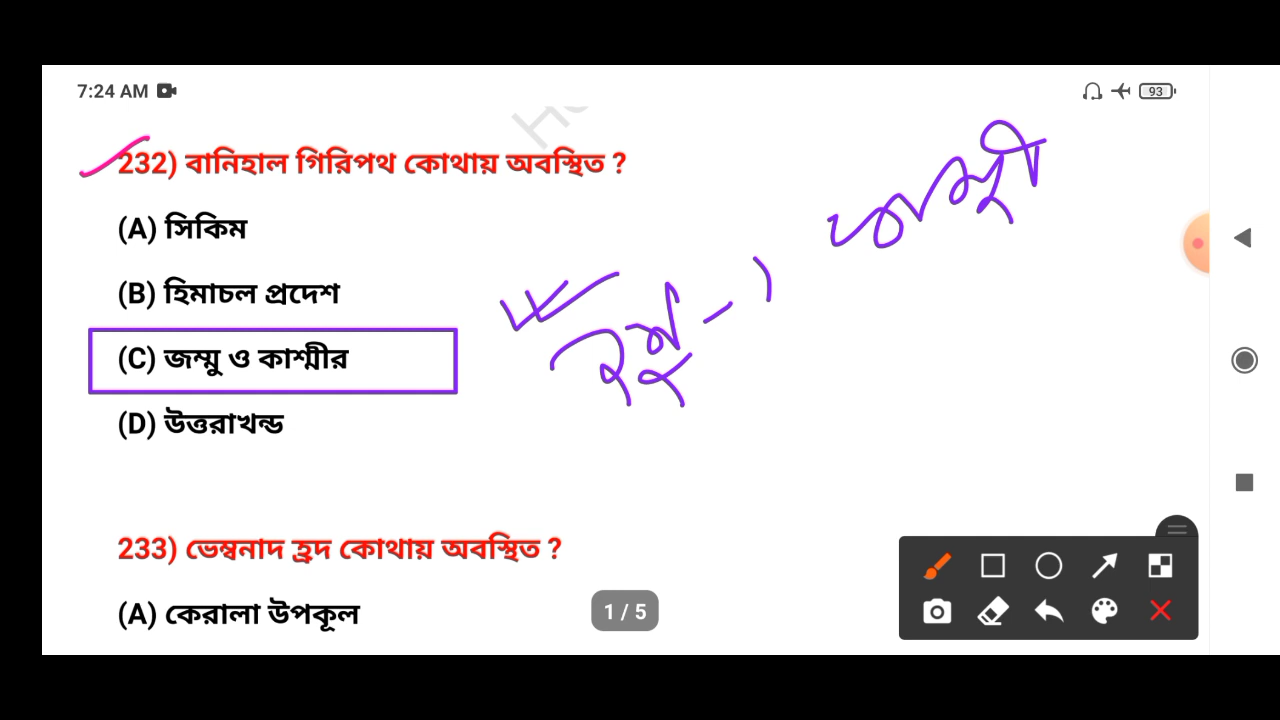 7:24 AM
93
232) বানিহাল গিরিপথ কোথায় অবস্থিত ?
(A) সিকিম
(B) হিমাচল প্রদেশ
(C) জম্মু ও কাশ্মীর
(D) উত্তরাখন্ড
233) ভেম্বনাদ হ্রদ কোথায় অবস্থিত ?
(A) কেরালা উপকূল
1 / 5